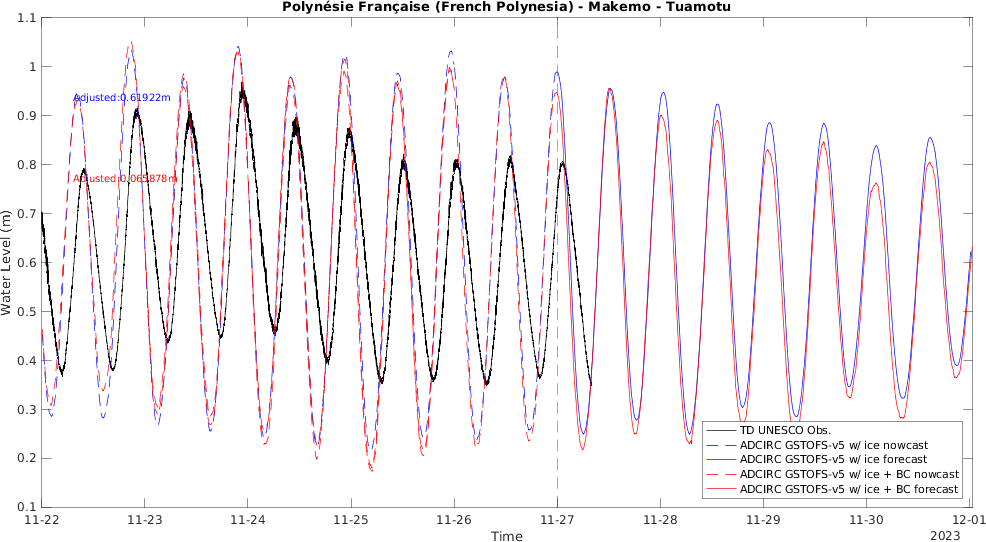 Polynésie Française (French Polynesia) - Makemo - Tuamotu
1.1
1
0.9
0.8
0.7
0.6
0.5
0.4
0.3
0.2
0.1
Water Level (m)
Adjusted:0.61922m
Adjusted:0.065878m
TD UNESCO Obs.
ADCIRC GSTOFS-v5 w/ ice nowcast
ADCIRC GSTOFS-v5 w/ ice forecast
ADCIRC GSTOFS-v5 w/ ice + BC nowcast
ADCIRC GSTOFS-v5 w/ ice + BC forecast
11-22 11-23 11-24 11-25 11-26 11-27 11-28 11-29 11-30 12-01
Time
2023